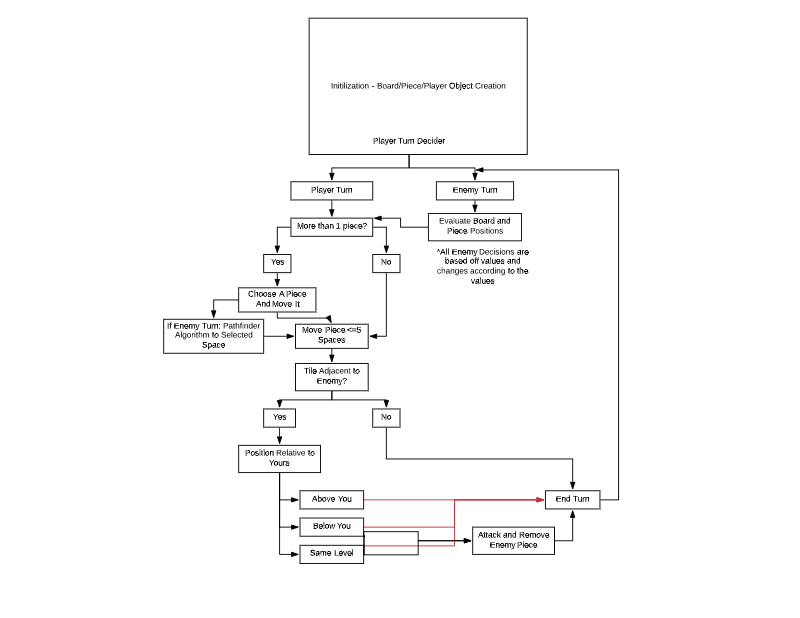 Initilization - Board/Piece/Player Object Creation
Player Turn Decider
Player Turn
Enemy Turn
More than 1 piece?
Evaluate Board and
Piece Positions
*All Enemy Decisions are
based off values and
changes according to the
values
Yes
No
Choose A Piece
And Move It
If Enemy Turn: Pathfinder
Algorithm to Selected
Space
Move Piece <=5
Spaces
Tile Adjacent to
Enemy?
Yes
No
Position Relative to
Yours
Above You
End Turn
Below You
Attack and Remove
Enemy Piece
Same Level